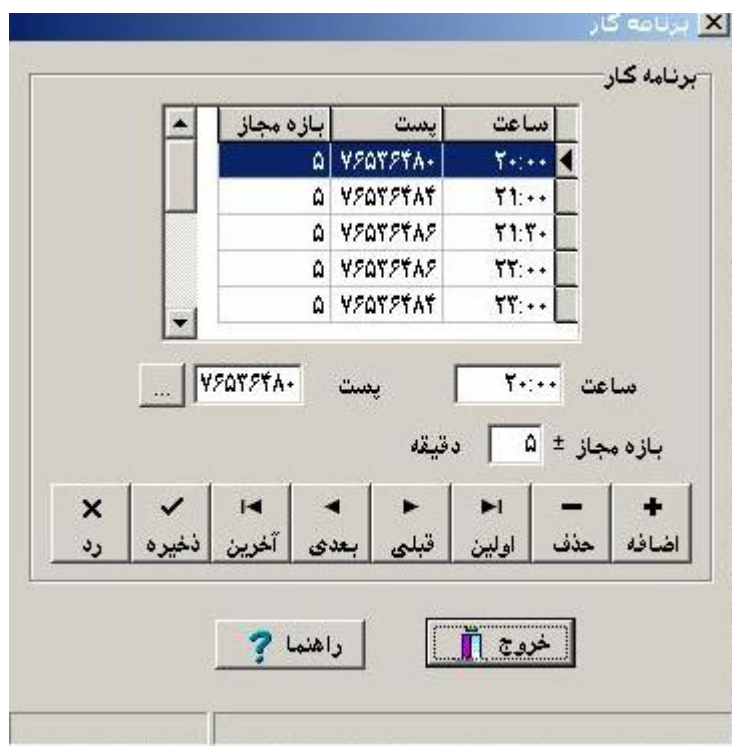 برنامه کار
برنامه کار
ساعت پست بازه مجاز
۲۰:۰۰ ۷۶۵۳۶۴۸۰ ۵
۲۱:۰۰ ۷۶۵۳۶۴۸۴ ۵
۲۱:۳۰ ۷۶۵۳۶۴۸۶ ۵
۲۲:۰۰ ۷۶۵۳۶۴۸۶ ۵
۲۳:۰۰ ۷۶۵۳۶۴۸۴ ۵
ساعت ۲۰:۰۰ پست ۷۶۵۳۶۴۸۰ ...
بازه مجاز ± ۵ دقیقه
اضافه حذف اولین قبلی بعدی آخرین ذخیره رد
خروج راهنما